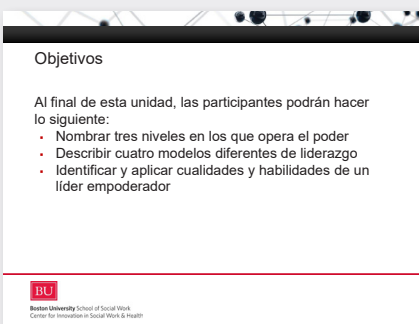 Objetivos
Al final de esta unidad, las participantes podrán hacer
lo siguiente:
▪ Nombrar tres niveles en los que opera el poder
▪ Describir cuatro modelos diferentes de liderazgo
▪ Identificar y aplicar cualidades y habilidades de un
líder empoderador
BU
Boston University School of Social Work
Center for Innovation in Social Work & Health